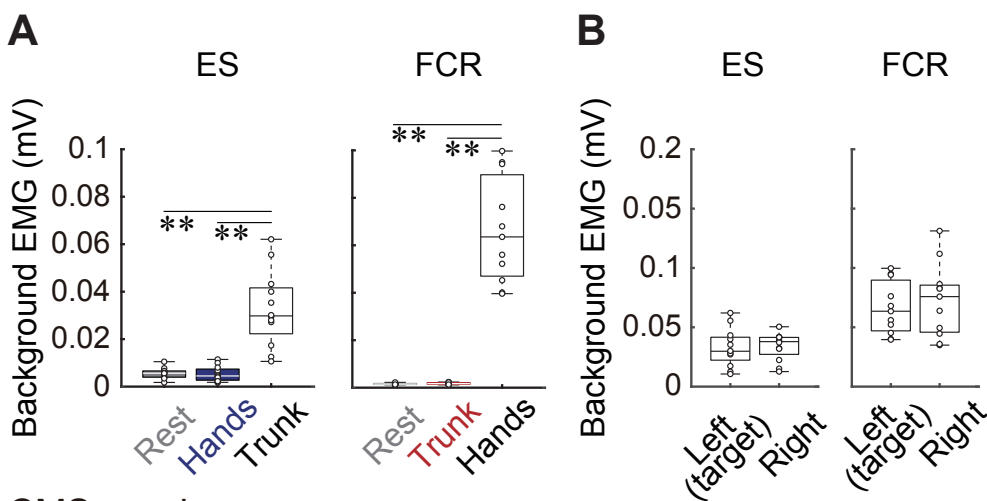 A
B
ES
FCR
ES
FCR
Background EMG (mV)
0.1
0.08
0.06
0.04
0.02
0
**
**
**
**
Rest
Hands
Trunk
Rest
Trunk
Hands
Background EMG (mV)
0.2
0.05
0.1
0.05
0
Left
(target)
Right
Left
(target)
Right